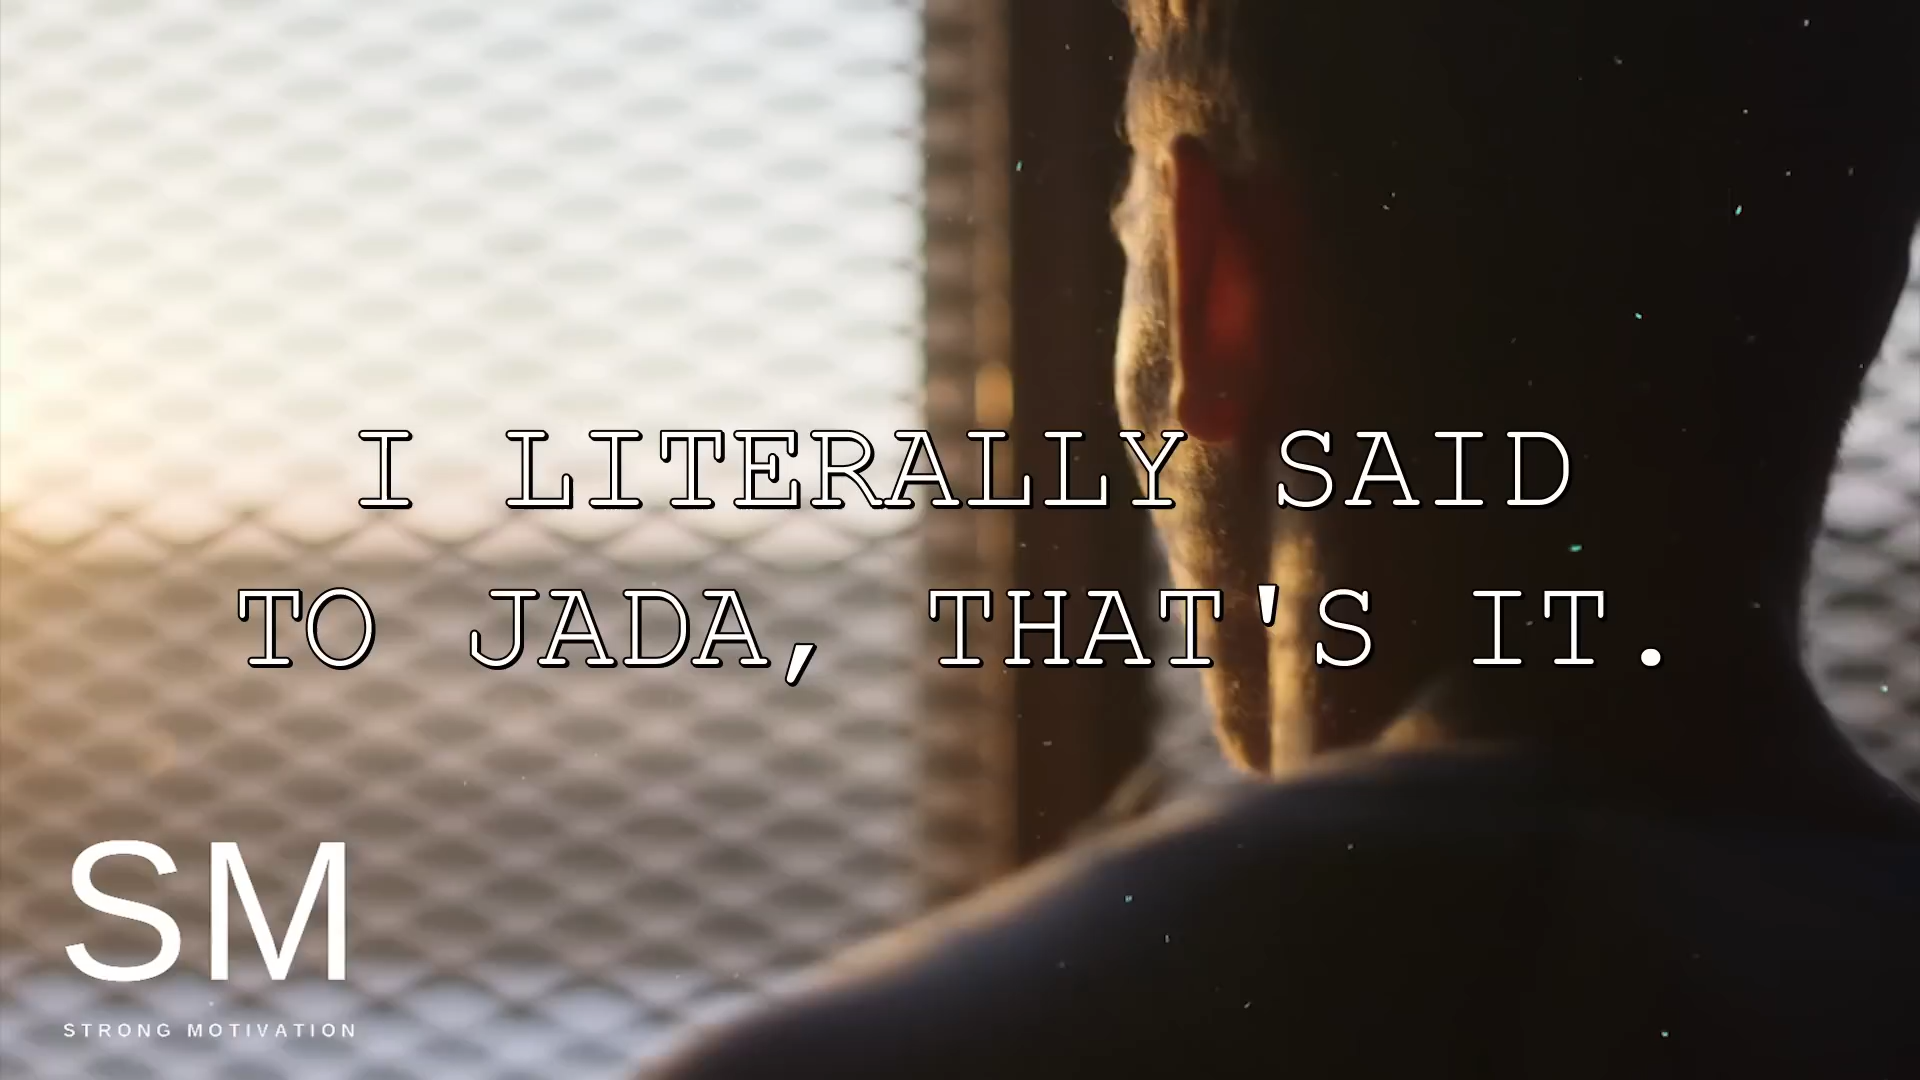 I LITERALLY SAID
TO JADA, THAT'S IT.
SM
STRONG MOTIVATION